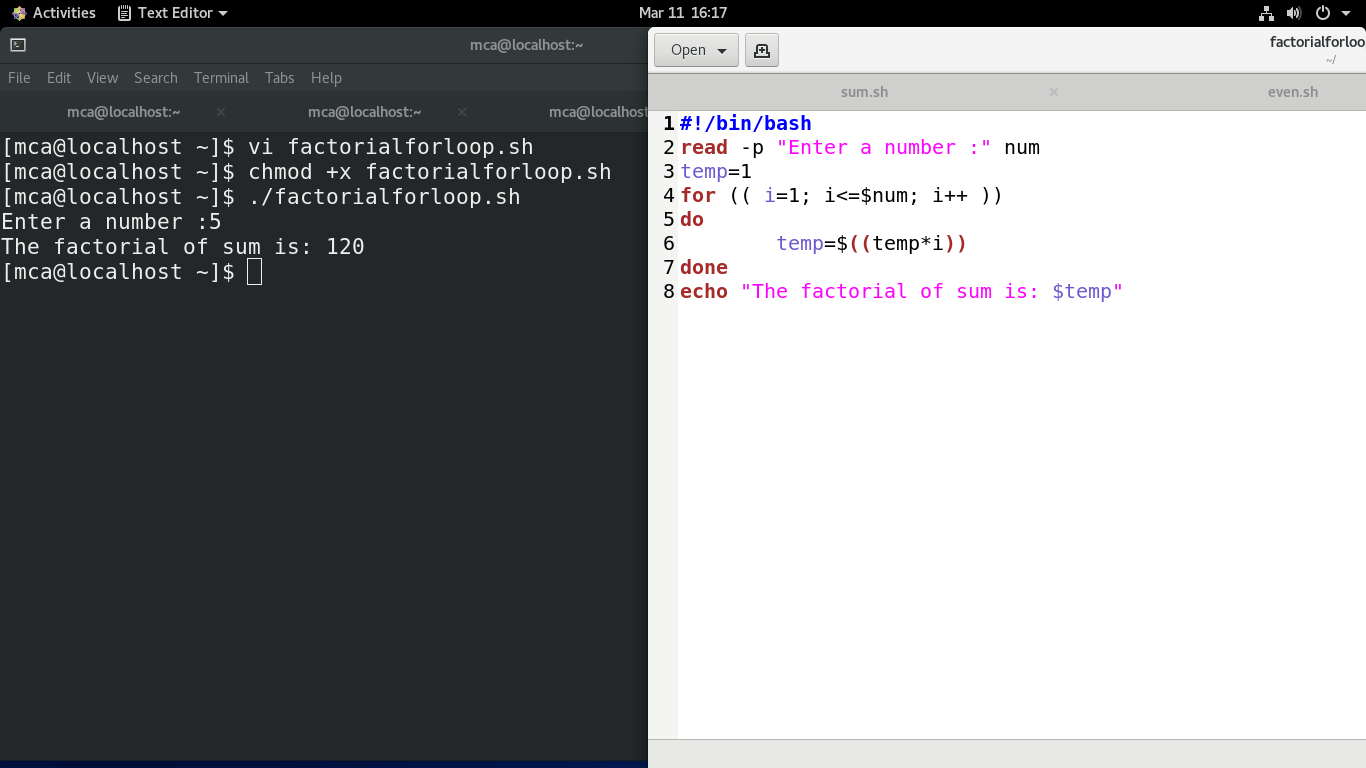 Activities Text Editor Mar 11 16:17
mca@localhost:~
File Edit View Search Terminal Tabs Help
mca@localhost:~ × mca@localhost:~ × mca@localhost
[mca@localhost ~]$ vi factorialforloop.sh
[mca@localhost ~]$ chmod +x factorialforloop.sh
[mca@localhost ~]$ ./factorialforloop.sh
Enter a number :5
The factorial of sum is: 120
[mca@localhost ~]$
Open factorialforloo
~/
sum.sh × even.sh
1 #!/bin/bash
2 read -p "Enter a number :" num
3 temp=1
4 for (( i=1; i<=$num; i++ ))
5 do
6         temp=$((temp*i))
7 done
8 echo "The factorial of sum is: $temp"